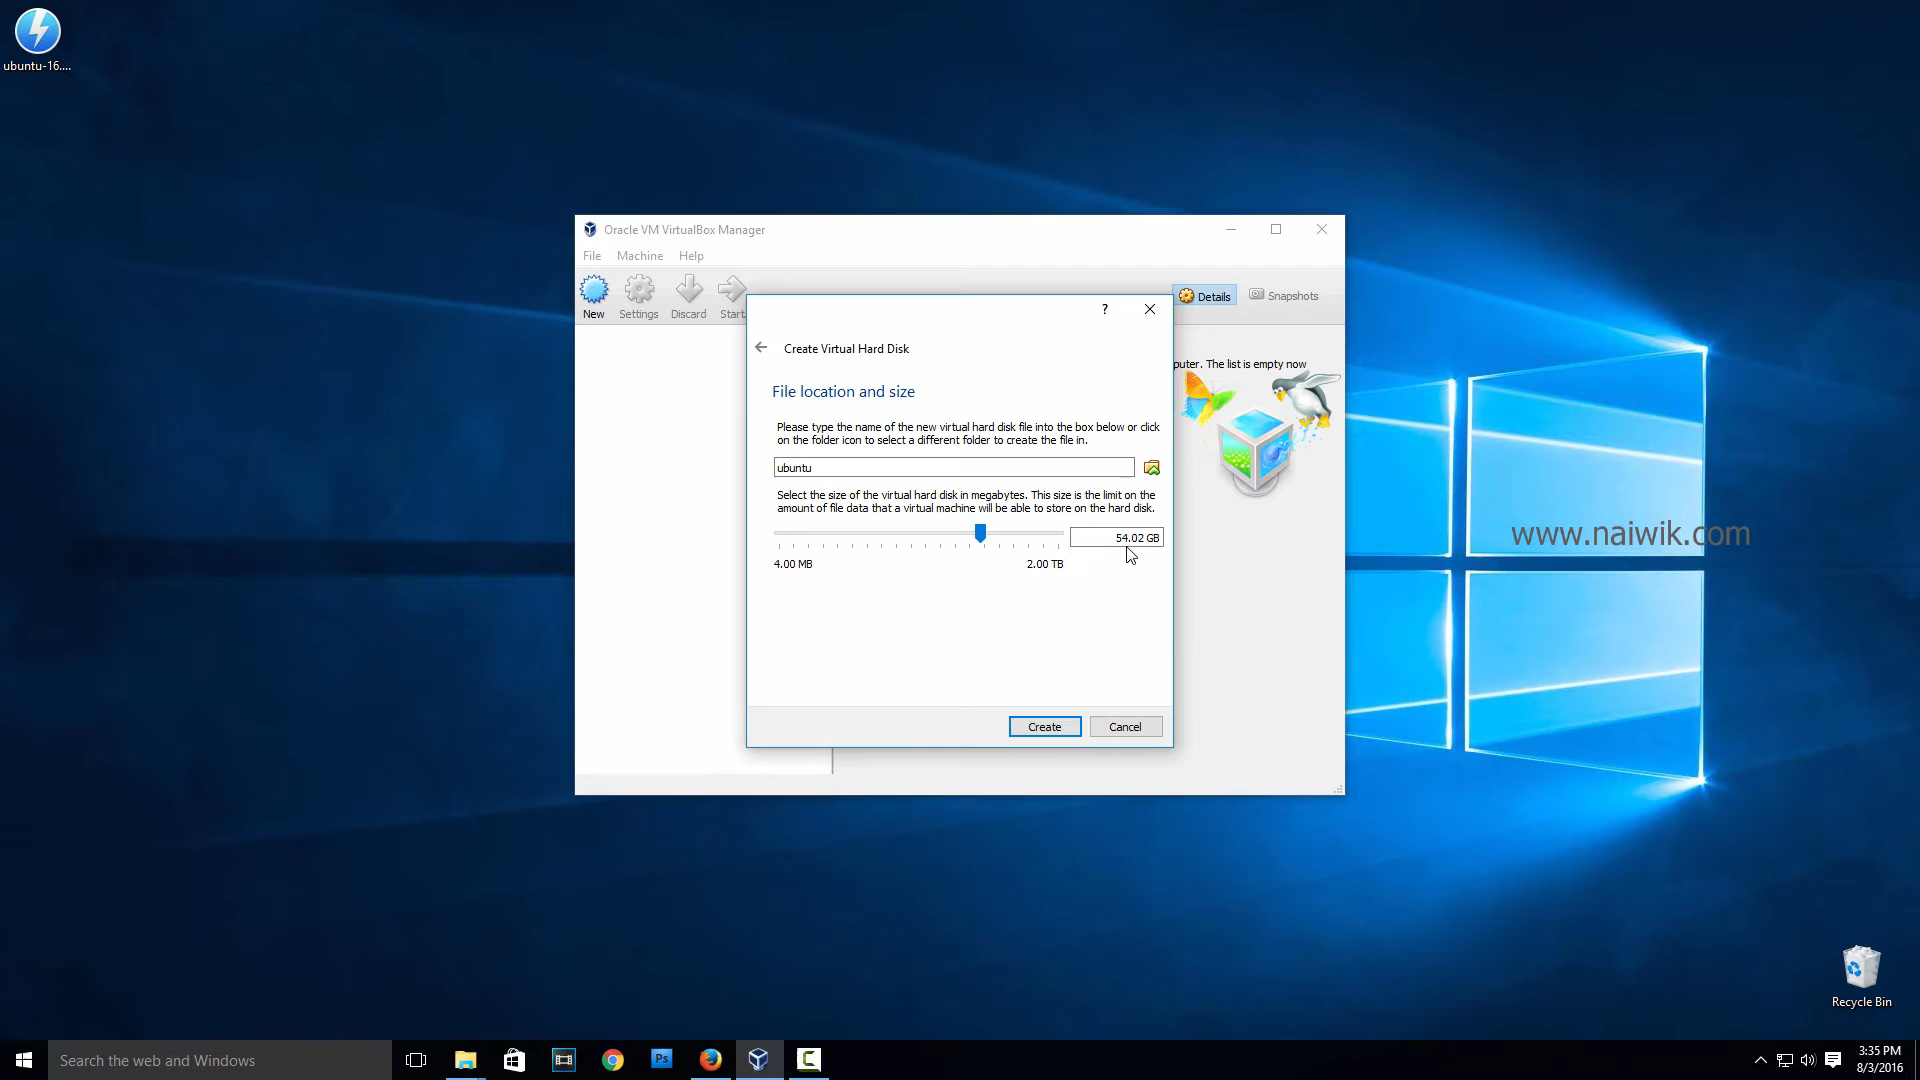 ubuntu-16....
Oracle VM VirtualBox Manager
File Machine Help
New Settings Discard Start
Details Snapshots
?
Create Virtual Hard Disk
puter. The list is empty now
File location and size
Please type the name of the new virtual hard disk file into the box below or click
on the folder icon to select a different folder to create the file in.
ubuntu
Select the size of the virtual hard disk in megabytes. This size is the limit on the
amount of file data that a virtual machine will be able to store on the hard disk.
54.02 GB
4.00 MB 2.00 TB
Create Cancel
www.naiwik.com
Recycle Bin
Search the web and Windows
Ps
3:35 PM
8/3/2016